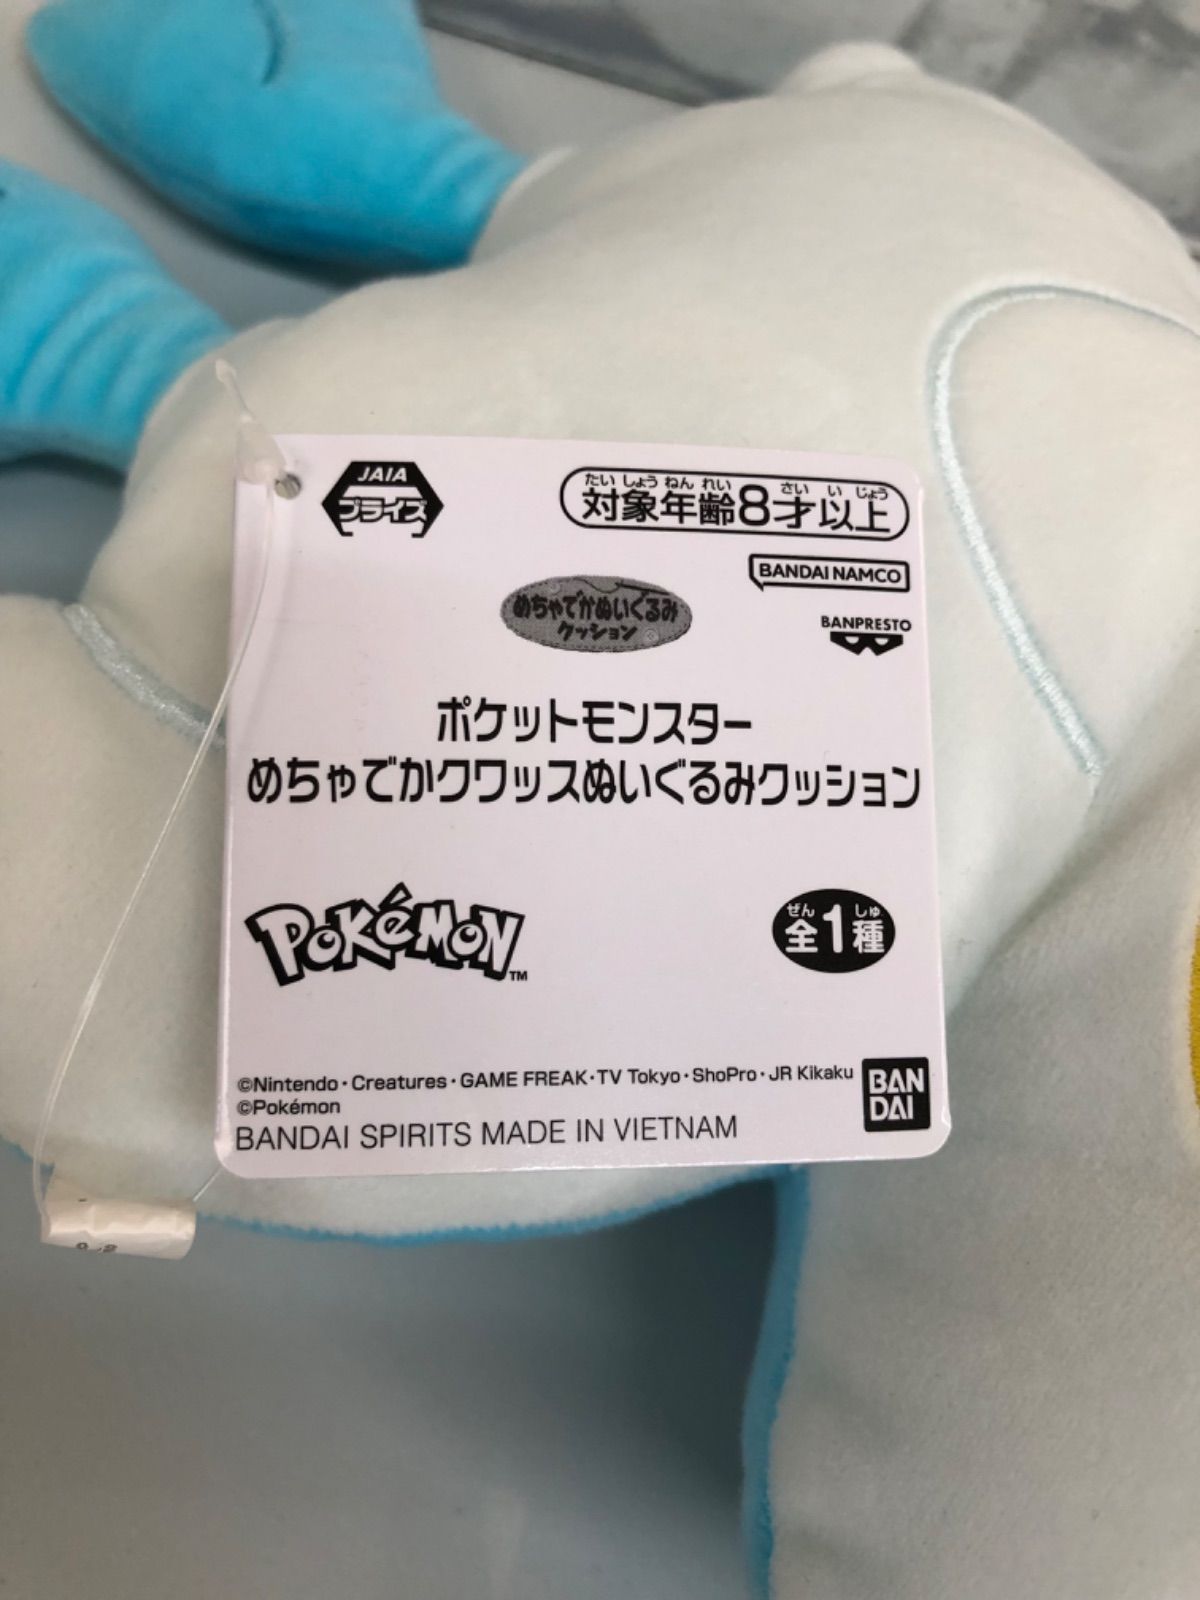 JAIA
プライズ
たいしょうねんれい さいいじょう
対象年齢8才以上
BANDAI NAMCO
めちゃでかぬいぐるみ
クッション
BANPRESTO
ポケットモンスター
めちゃでかクワッスぬいぐるみクッション
POKéMON™
ぜん しゅ
全1種
©Nintendo・Creatures・GAME FREAK・TV Tokyo・ShoPro・JR Kikaku
©Pokémon
BANDAI SPIRITS MADE IN VIETNAM
BAN
DAI